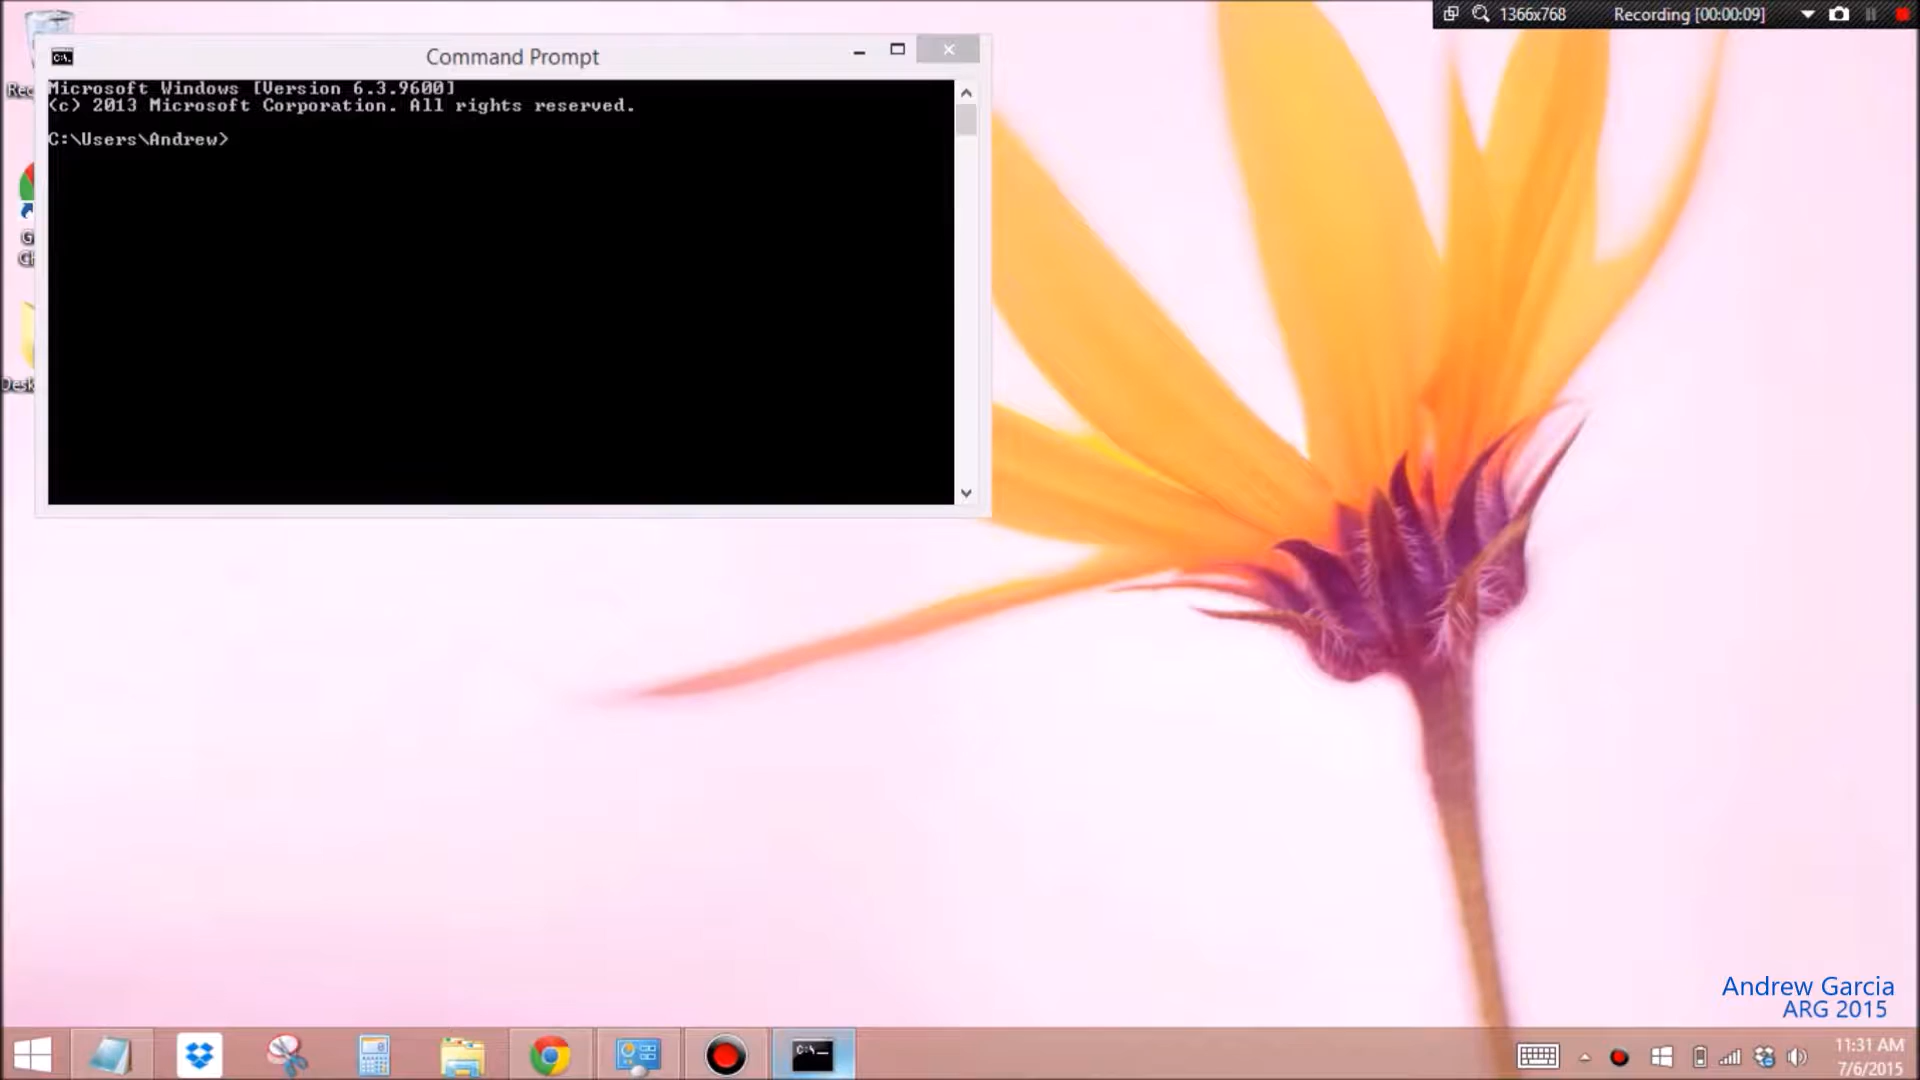 1366x768
Recording [00:00:09]
Command Prompt
Microsoft Windows [Version 6.3.9600]
(c) 2013 Microsoft Corporation. All rights reserved.
C:\Users\Andrew>
Andrew Garcia
ARG 2015
11:31 AM
7/6/2015